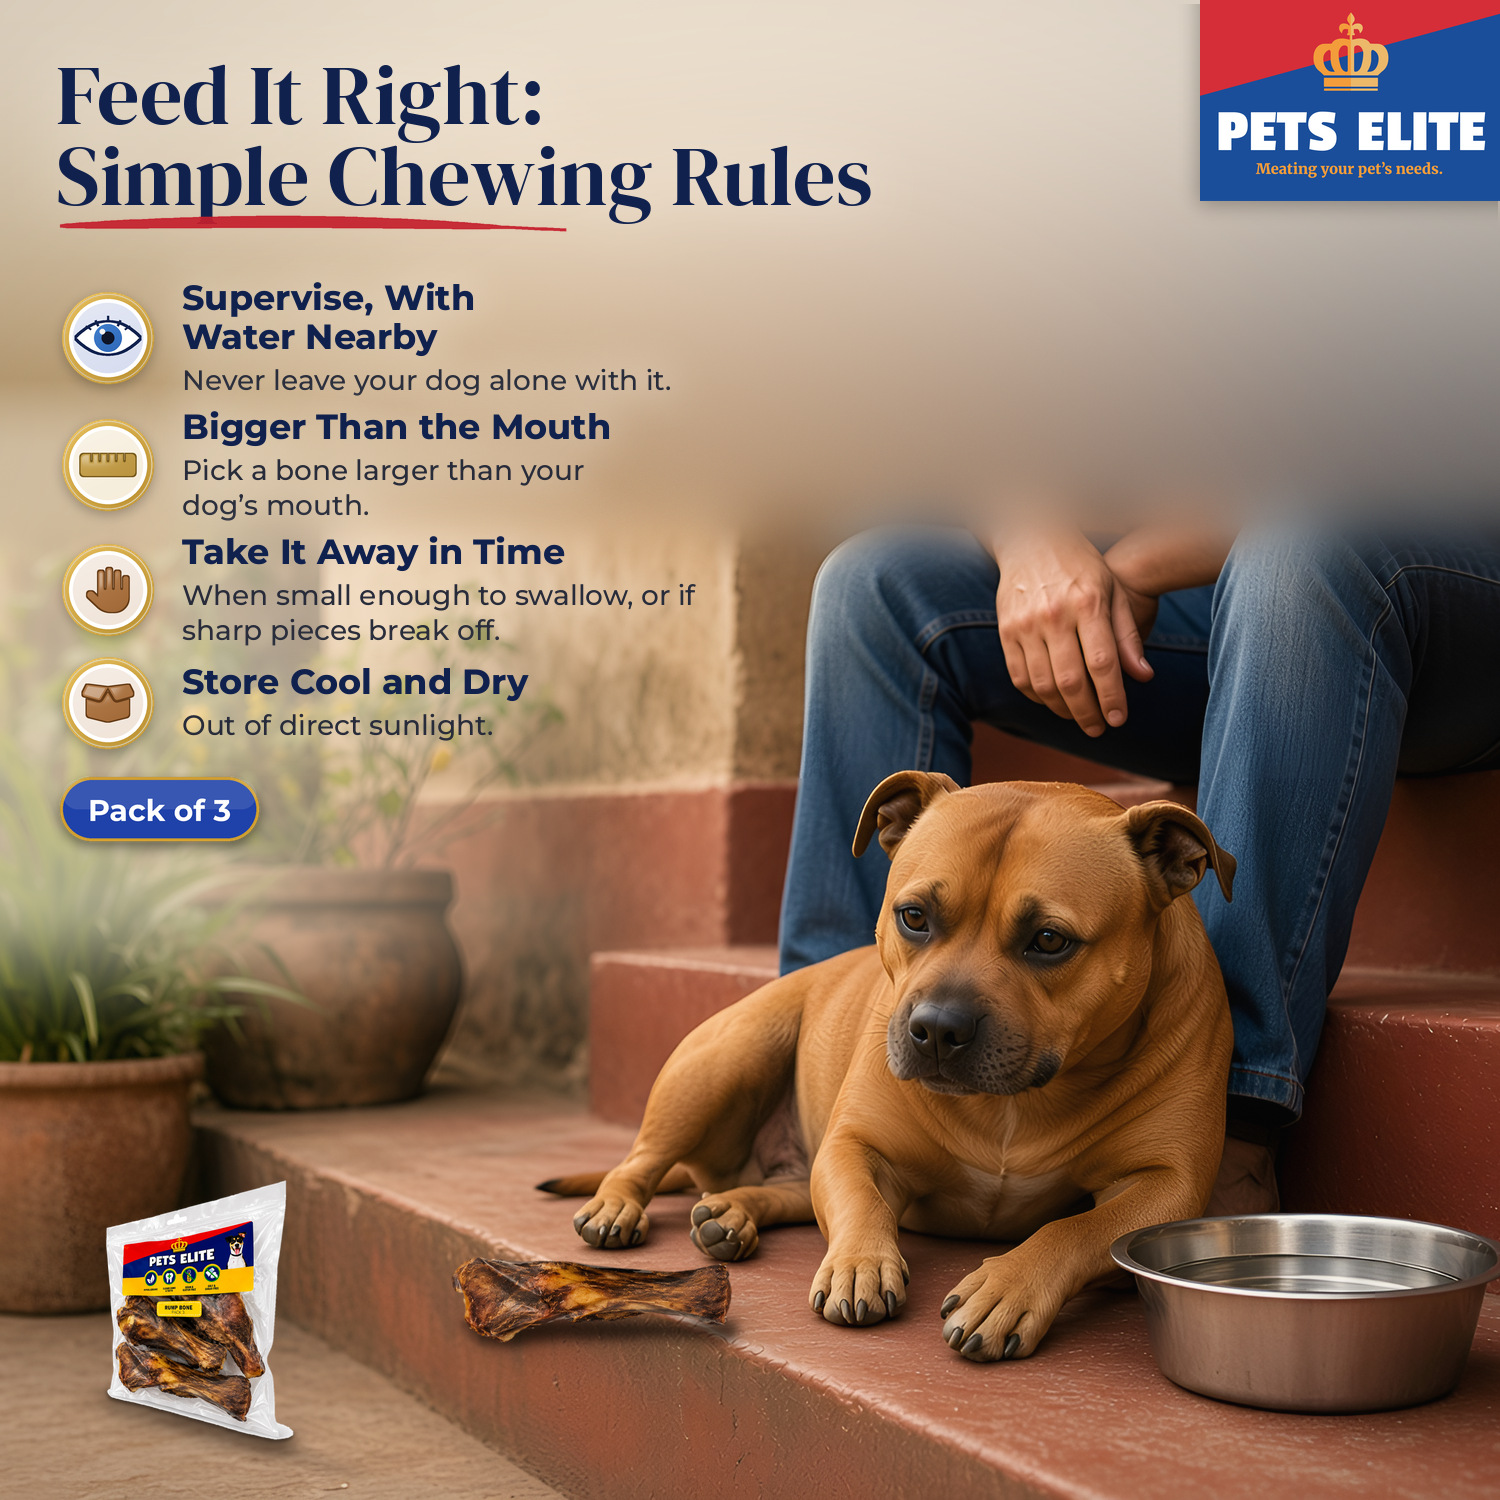 Feed It Right:
Simple Chewing Rules
PETS ELITE
Meating your pet's needs.
Supervise, With
Water Nearby
Never leave your dog alone with it.
Bigger Than the Mouth
Pick a bone larger than your
dog's mouth.
Take It Away in Time
When small enough to swallow, or if
sharp pieces break off.
Store Cool and Dry
Out of direct sunlight.
Pack of 3
PETS ELITE
RUMP BONE